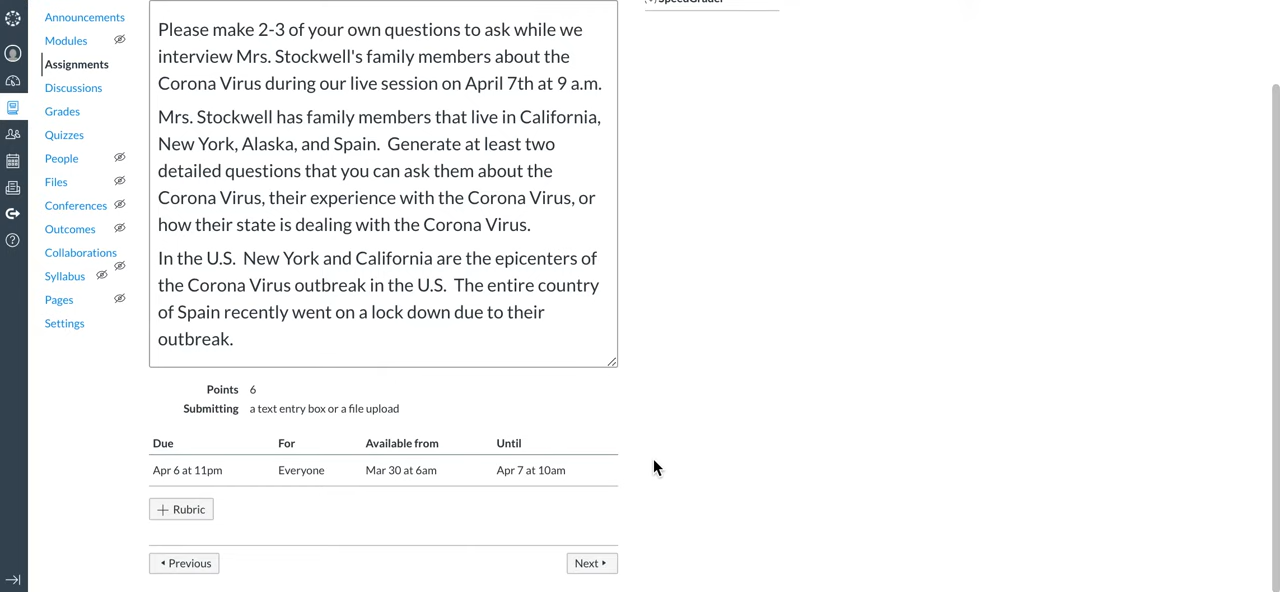 Announcements
Modules
Assignments
Discussions
Grades
Quizzes
People
Files
Conferences
Outcomes
Collaborations
Syllabus
Pages
Settings
Please make 2-3 of your own questions to ask while we
interview Mrs. Stockwell's family members about the
Corona Virus during our live session on April 7th at 9 a.m.
Mrs. Stockwell has family members that live in California,
New York, Alaska, and Spain.  Generate at least two
detailed questions that you can ask them about the
Corona Virus, their experience with the Corona Virus, or
how their state is dealing with the Corona Virus.
In the U.S.  New York and California are the epicenters of
the Corona Virus outbreak in the U.S.  The entire country
of Spain recently went on a lock down due to their
outbreak.
Points 6
Submitting a text entry box or a file upload
Due For Available from Until
Apr 6 at 11pm Everyone Mar 30 at 6am Apr 7 at 10am
+ Rubric
Previous
Next
SpeedGrader